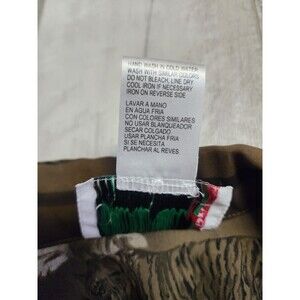 HAND WASH IN COLD WATER
WASH WITH SIMILAR COLORS
DO NOT BLEACH, LINE DRY
COOL IRON IF NECESSARY
IRON ON REVERSE SIDE
LAVAR A MANO
EN AGUA FRIA
CON COLORES SIMILARES
NO USAR BLANQUEADOR
SECAR COLGADO
USAR PLANCHA FRIA
SI SE NECESITA
PLANCHAR AL REVES